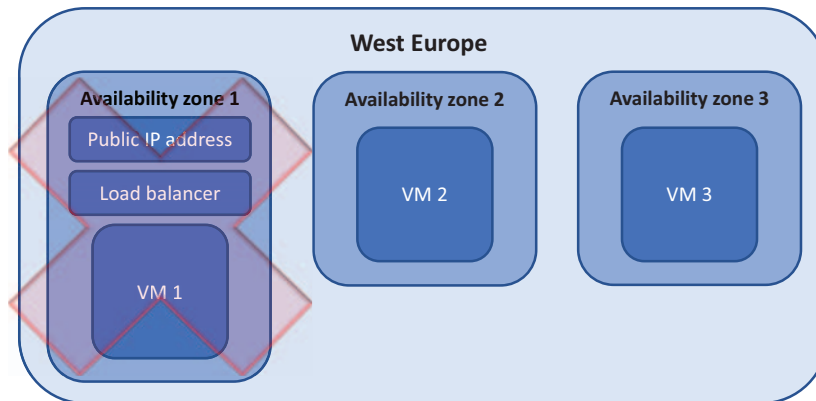 West Europe
Availability zone 1
Public IP address
Load balancer
VM 1
Availability zone 2
VM 2
Availability zone 3
VM 3